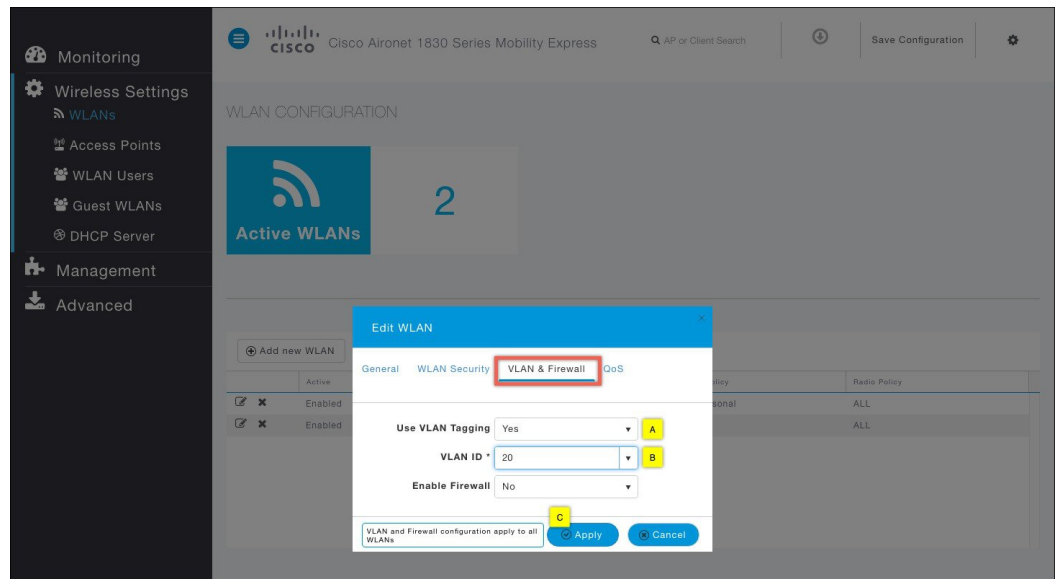 Monitoring
Wireless Settings
WLANs
Access Points
WLAN Users
Guest WLANs
DHCP Server
Management
Advanced
CISCO Cisco Aironet 1830 Series Mobility Express
AP or Client Search
Save Configuration
WLAN CONFIGURATION
Active WLANs
2
Add new WLAN
Active
Radio Policy
Enabled
sonal
ALL
Enabled
ALL
Edit WLAN
×
General WLAN Security VLAN & Firewall QoS
Use VLAN Tagging Yes A
VLAN ID * 20 B
Enable Firewall No
C
VLAN and Firewall configuration apply to all
WLANs
Apply Cancel